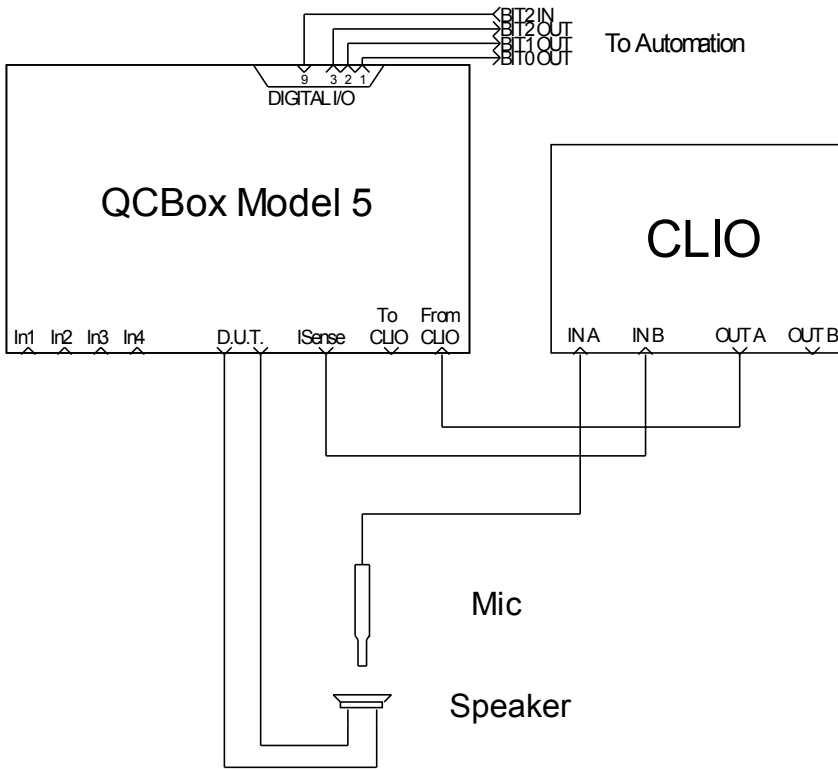 BIT2 IN
BIT2 OUT
BIT1 OUT
BIT0 OUT
To Automation
9 3 2 1
DIGITAL I/O
QCBox Model 5
CLIO
In1 In2 In3 In4 D.U.T. ISense To CLIO From CLIO
IN A IN B OUT A OUT B
Mic
Speaker